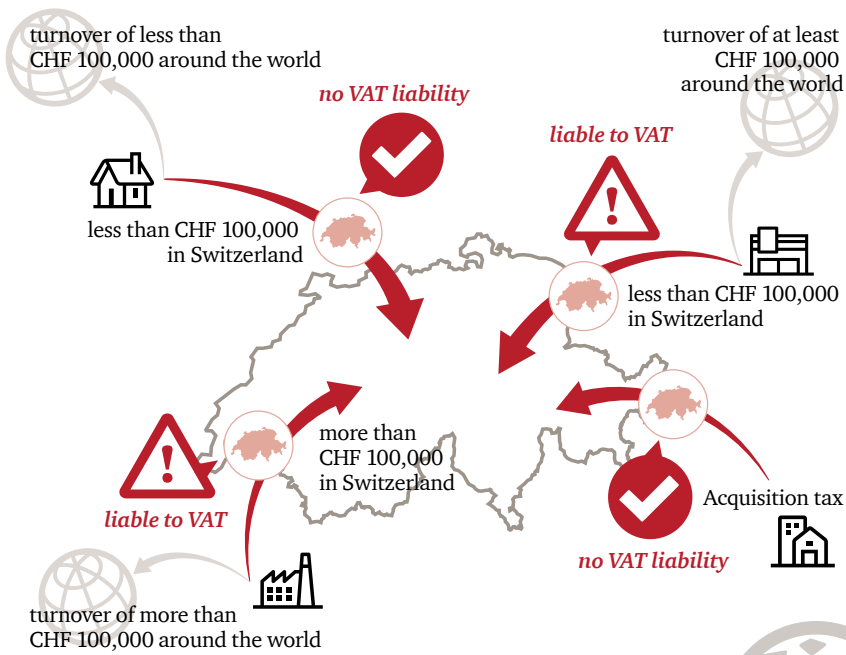 turnover of less than
CHF 100,000 around the world
no VAT liability
less than CHF 100,000
in Switzerland
turnover of at least
CHF 100,000
around the world
liable to VAT
less than CHF 100,000
in Switzerland
more than
CHF 100,000
in Switzerland
liable to VAT
turnover of more than
CHF 100,000 around the world
Acquisition tax
no VAT liability